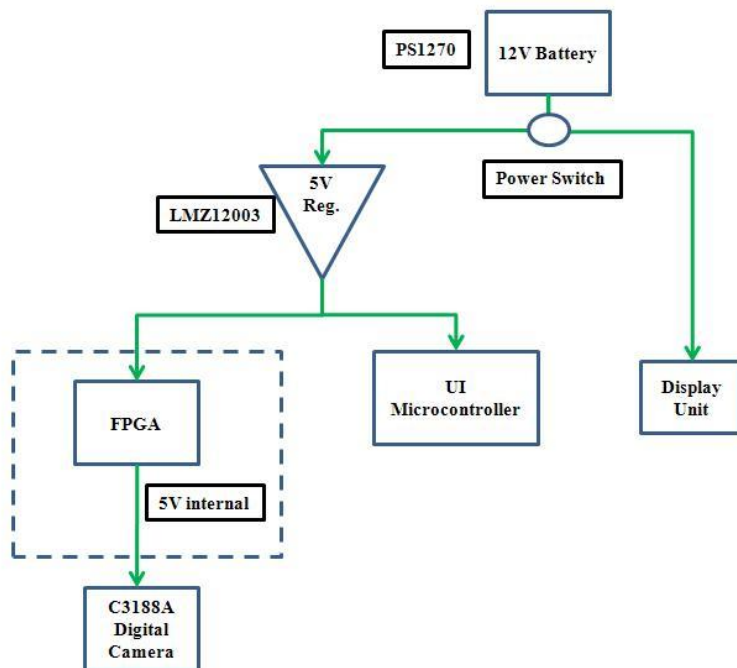 PS1270
12V Battery
Power Switch
5V
Reg.
LMZ12003
FPGA
UI
Microcontroller
Display
Unit
5V internal
C3188A
Digital
Camera